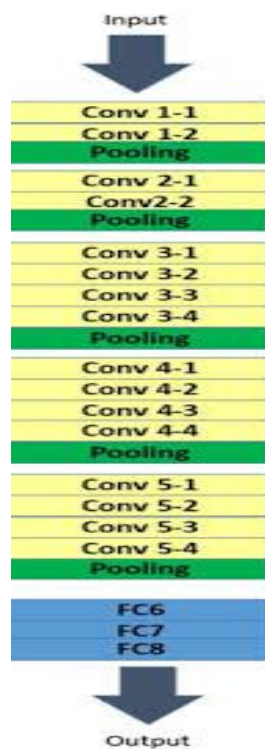 Input
Conv 1-1
Conv 1-2
Pooling
Conv 2-1
Conv2-2
Pooling
Conv 3-1
Conv 3-2
Conv 3-3
Conv 3-4
Pooling
Conv 4-1
Conv 4-2
Conv 4-3
Conv 4-4
Pooling
Conv 5-1
Conv 5-2
Conv 5-3
Conv 5-4
Pooling
FC6
FC7
FC8
Output